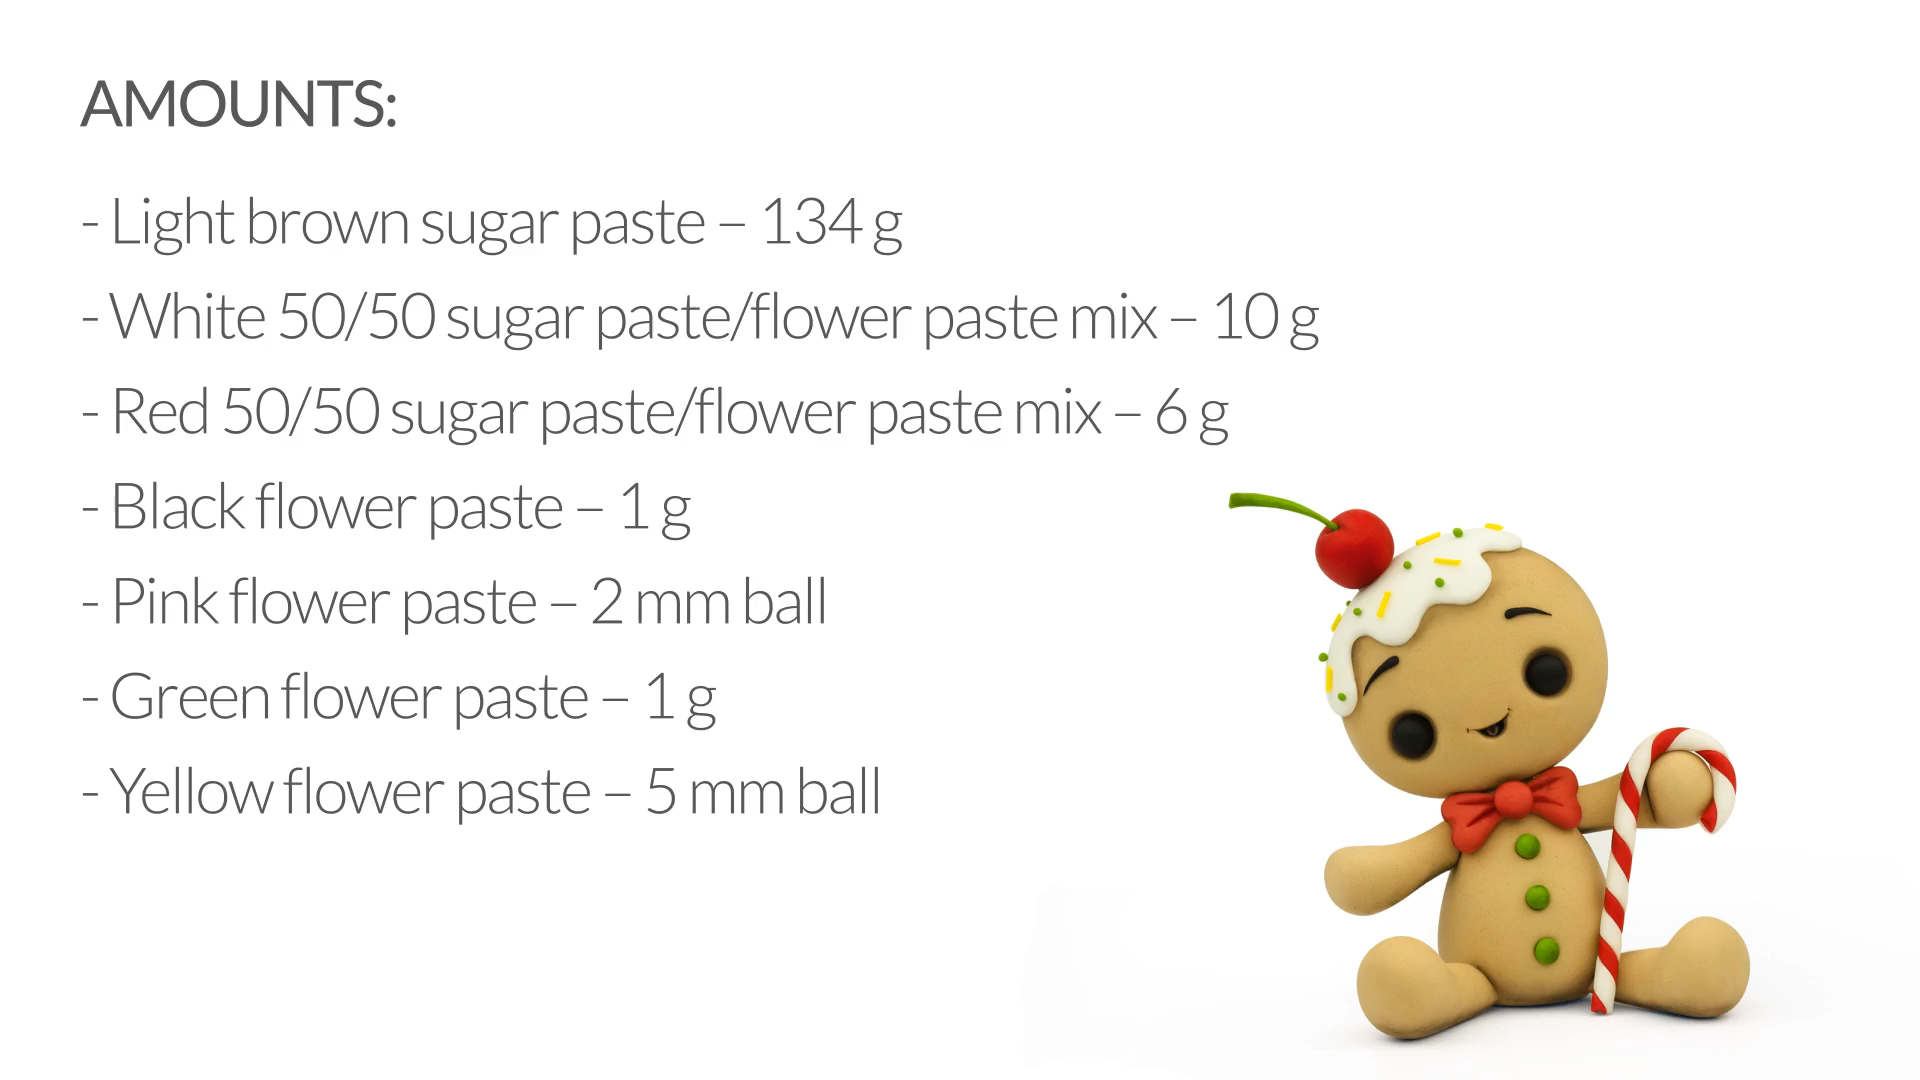 AMOUNTS:
- Light brown sugar paste – 134 g
- White 50/50 sugar paste/flower paste mix – 10 g
- Red 50/50 sugar paste/flower paste mix – 6 g
- Black flower paste – 1 g
- Pink flower paste – 2 mm ball
- Green flower paste – 1 g
- Yellow flower paste – 5 mm ball